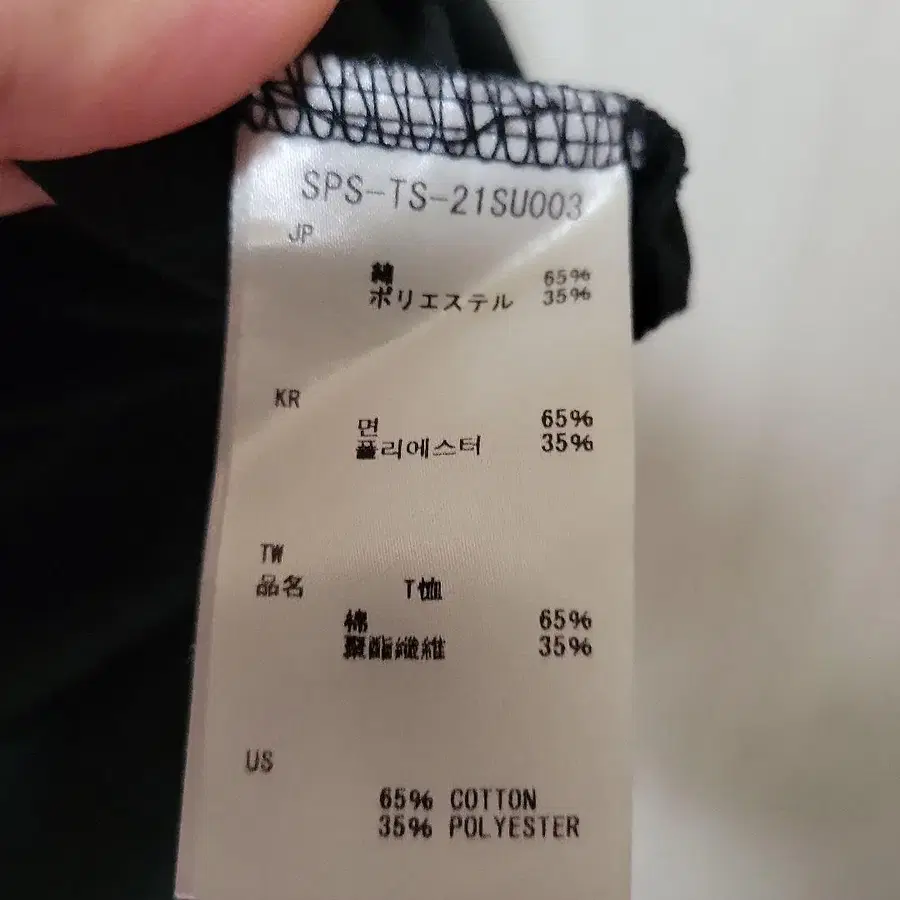 SPS-TS-21SU003
JP
綿 65%
ポリエステル 35%
KR
면 65%
폴리에스터 35%
TW
品名 T恤
棉 65%
聚酯纖維 35%
US
65% COTTON
35% POLYESTER